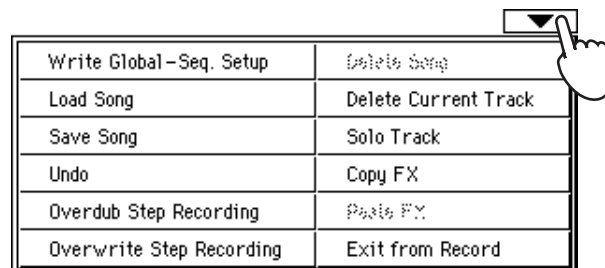 Write Global-Seq. Setup
Delete Song
Load Song
Delete Current Track
Save Song
Solo Track
Undo
Copy FX
Overdub Step Recording
Paste FX
Overwrite Step Recording
Exit from Record